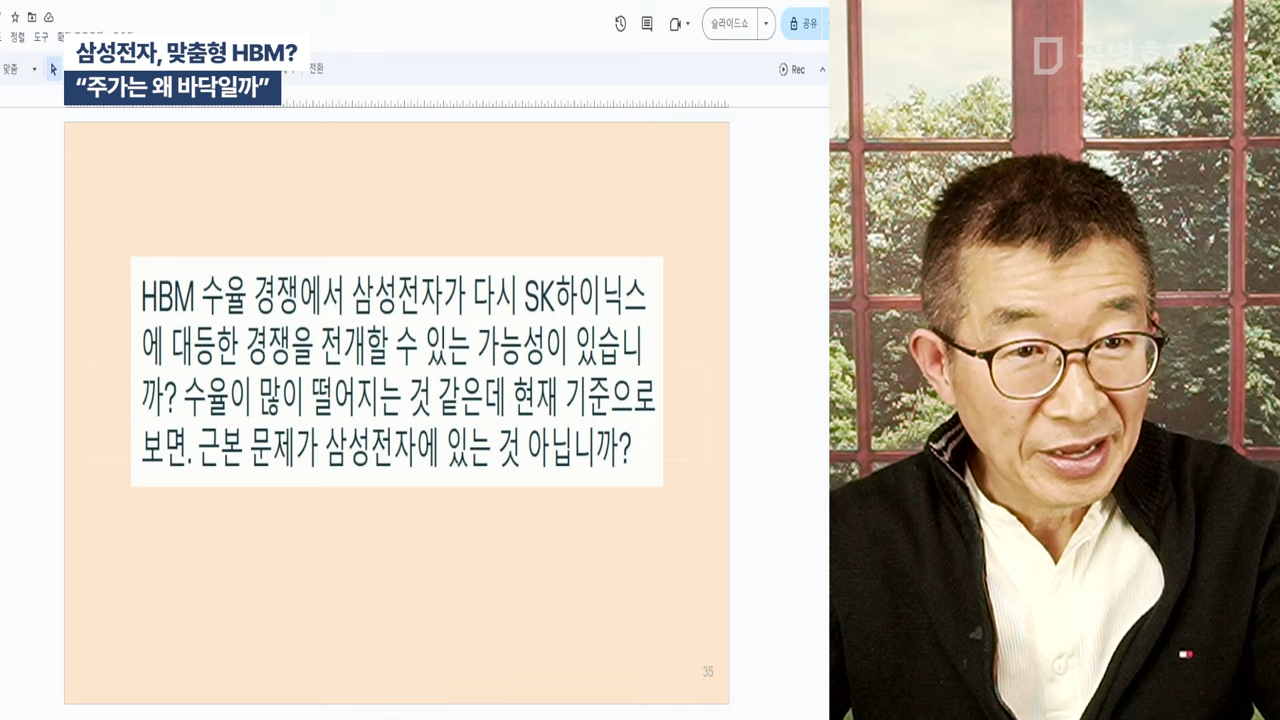 정렬 도구
슬라이드쇼
공유
삼성전자, 맞춤형 HBM?
맞춤
전환
Rec
“주가는 왜 바닥일까”
HBM 수율 경쟁에서 삼성전자가 다시 SK하이닉스
에 대등한 경쟁을 전개할 수 있는 가능성이 있습니
까? 수율이 많이 떨어지는 것 같은데 현재 기준으로
보면. 근본 문제가 삼성전자에 있는 것 아닙니까?
35